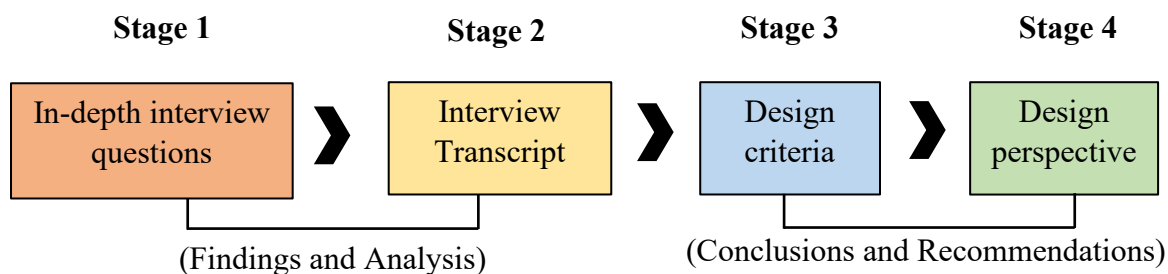 Stage 1
Stage 2
Stage 3
Stage 4
In-depth interview
questions
Interview
Transcript
Design
criteria
Design
perspective
(Findings and Analysis)
(Conclusions and Recommendations)